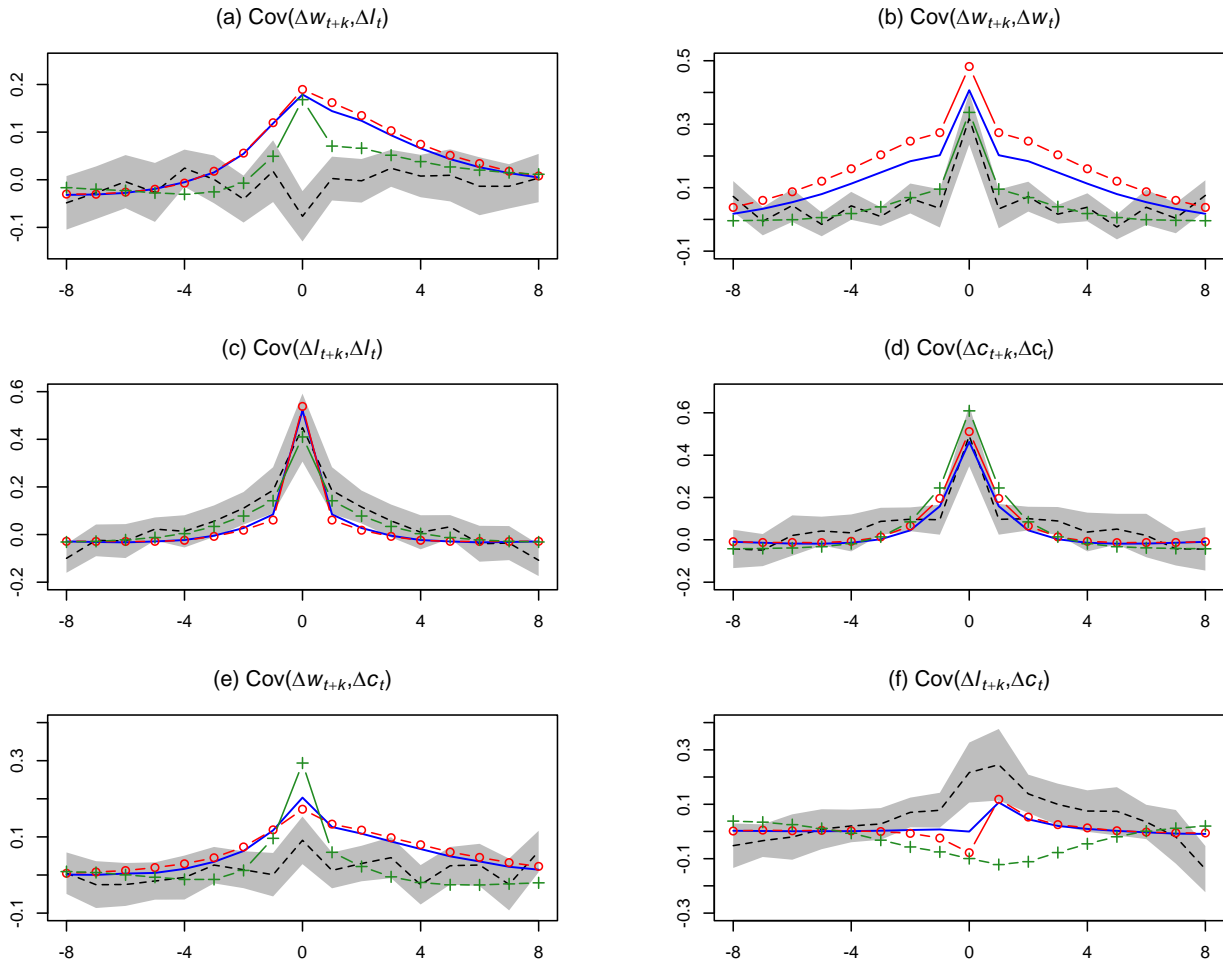 (a) Cov(Δw_{t+k},Δl_t)
0.2
0.1
0.0
-0.1
-8 -4 0 4 8
(b) Cov(Δw_{t+k},Δw_t)
0.5
0.3
0.1
-0.1
-8 -4 0 4 8
(c) Cov(Δl_{t+k},Δl_t)
0.6
0.4
0.2
0.0
-0.2
-8 -4 0 4 8
(d) Cov(Δc_{t+k},Δc_t)
0.6
0.4
0.2
0.0
-0.2
-8 -4 0 4 8
(e) Cov(Δw_{t+k},Δc_t)
0.3
0.1
-0.1
-8 -4 0 4 8
(f) Cov(Δl_{t+k},Δc_t)
0.3
0.1
-0.1
-0.3
-8 -4 0 4 8